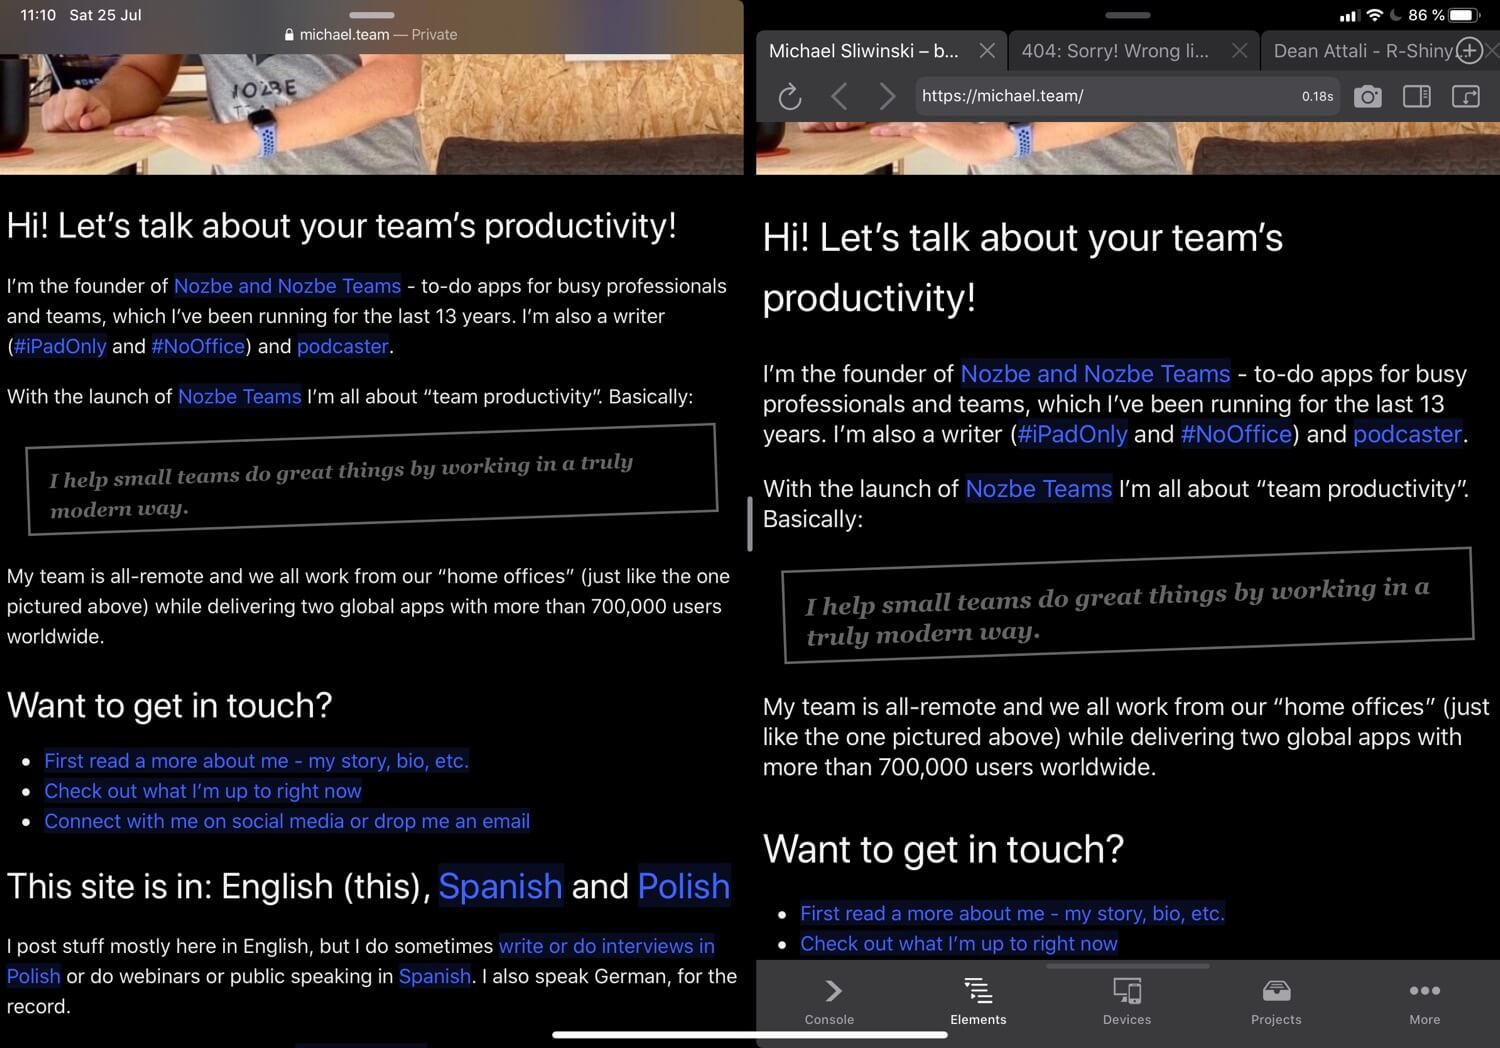 11:10 Sat 25 Jul
michael.team — Private
NOZBE
Hi! Let’s talk about your team’s productivity!
I’m the founder of Nozbe and Nozbe Teams - to-do apps for busy professionals
and teams, which I’ve been running for the last 13 years. I’m also a writer
(#iPadOnly and #NoOffice) and podcaster.
With the launch of Nozbe Teams I’m all about “team productivity”. Basically:
I help small teams do great things by working in a truly
modern way.
My team is all-remote and we all work from our “home offices” (just like the one
pictured above) while delivering two global apps with more than 700,000 users
worldwide.
Want to get in touch?
• First read a more about me - my story, bio, etc.
• Check out what I’m up to right now
• Connect with me on social media or drop me an email
This site is in: English (this), Spanish and Polish
I post stuff mostly here in English, but I do sometimes write or do interviews in
Polish or do webinars or public speaking in Spanish. I also speak German, for the
record.
86 %
Michael Sliwinski – b... 404: Sorry! Wrong li... Dean Attali - R-Shiny...
https://michael.team/ 0.18s
Hi! Let’s talk about your team’s
productivity!
I’m the founder of Nozbe and Nozbe Teams - to-do apps for busy
professionals and teams, which I’ve been running for the last 13
years. I’m also a writer (#iPadOnly and #NoOffice) and podcaster.
With the launch of Nozbe Teams I’m all about “team productivity”.
Basically:
I help small teams do great things by working in a
truly modern way.
My team is all-remote and we all work from our “home offices” (just
like the one pictured above) while delivering two global apps with
more than 700,000 users worldwide.
Want to get in touch?
• First read a more about me - my story, bio, etc.
• Check out what I’m up to right now
Console Elements Devices Projects More